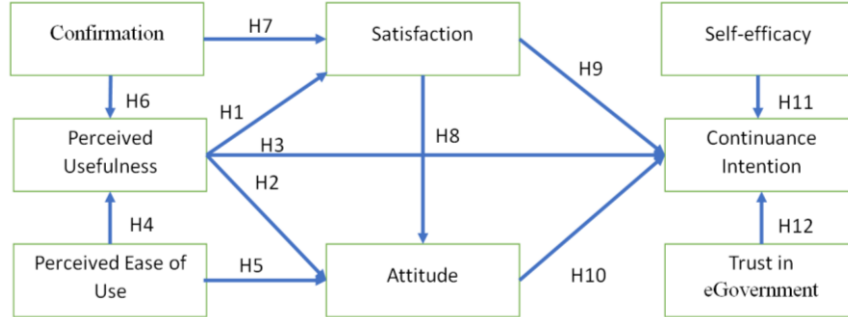 Confirmation
H7
Satisfaction
Self-efficacy
H9
H6
H11
H1
Perceived
Usefulness
H3
H8
Continuance
Intention
H2
H4
H12
Perceived Ease of
Use
H5
Attitude
H10
Trust in
eGovernment